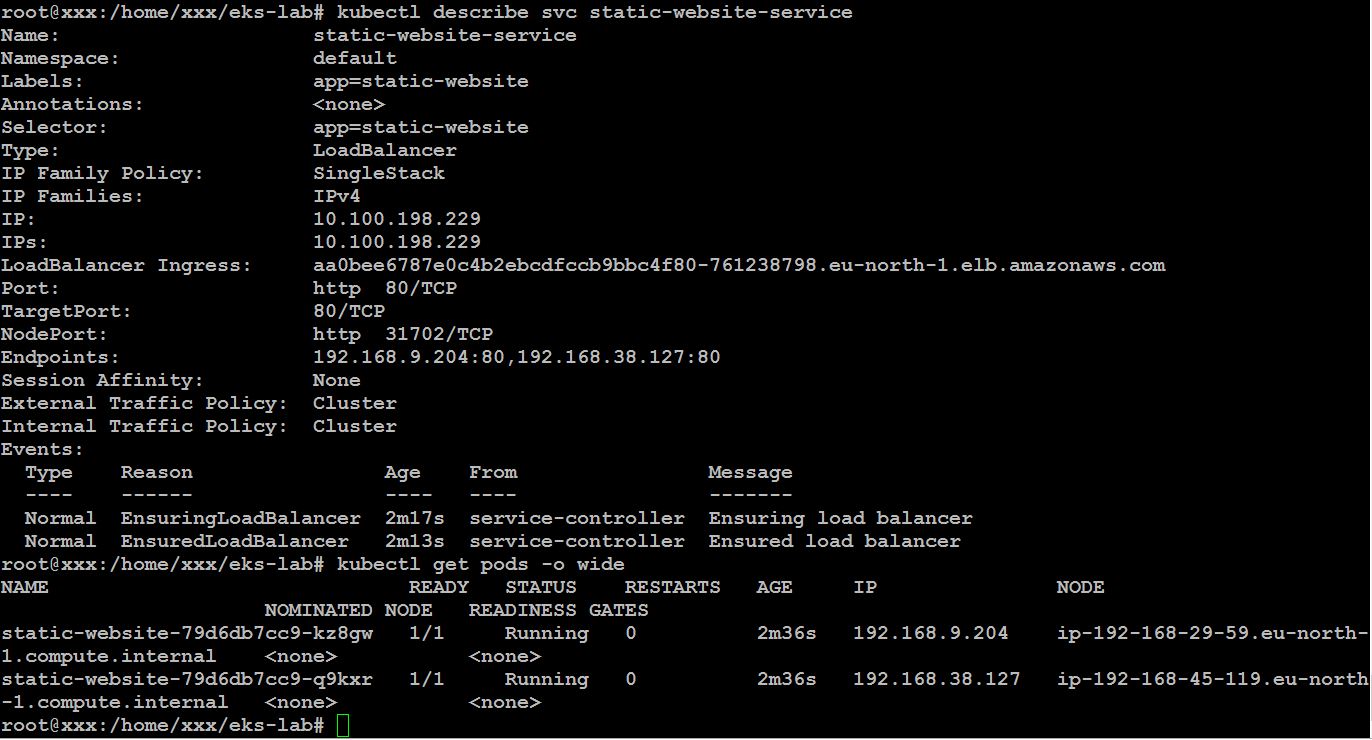 root@xxx:/home/xxx/eks-lab# kubectl describe svc static-website-service
Name:                     static-website-service
Namespace:                default
Labels:                   app=static-website
Annotations:              <none>
Selector:                 app=static-website
Type:                     LoadBalancer
IP Family Policy:         SingleStack
IP Families:              IPv4
IP:                       10.100.198.229
IPs:                      10.100.198.229
LoadBalancer Ingress:     aa0bee6787e0c4b2ebcdfccb9bbc4f80-761238798.eu-north-1.elb.amazonaws.com
Port:                     http  80/TCP
TargetPort:               80/TCP
NodePort:                 http  31702/TCP
Endpoints:                192.168.9.204:80,192.168.38.127:80
Session Affinity:         None
External Traffic Policy:  Cluster
Internal Traffic Policy:  Cluster
Events:
  Type    Reason                Age   From                Message
  ----    ------                ----  ----                -------
  Normal  EnsuringLoadBalancer  2m17s  service-controller  Ensuring load balancer
  Normal  EnsuredLoadBalancer   2m13s  service-controller  Ensured load balancer
root@xxx:/home/xxx/eks-lab# kubectl get pods -o wide
NAME                              READY   STATUS    RESTARTS   AGE     IP               NODE
                      NOMINATED NODE   READINESS GATES
static-website-79d6db7cc9-kz8gw   1/1     Running   0          2m36s   192.168.9.204    ip-192-168-29-59.eu-north-
1.compute.internal    <none>           <none>
static-website-79d6db7cc9-q9kxr   1/1     Running   0          2m36s   192.168.38.127   ip-192-168-45-119.eu-north
-1.compute.internal   <none>           <none>
root@xxx:/home/xxx/eks-lab#